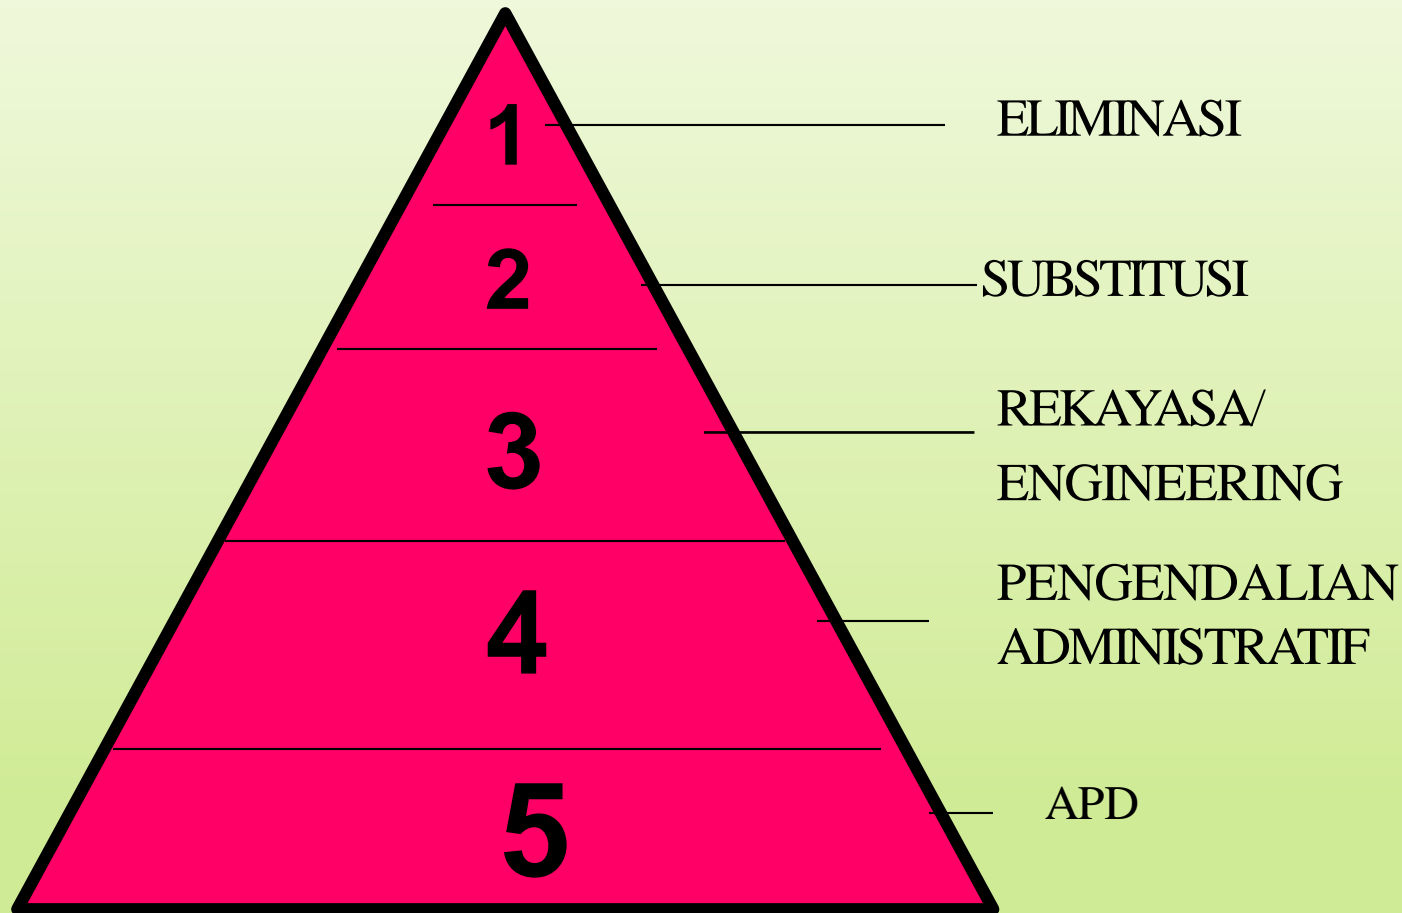 1
ELIMINASI
2
SUBSTITUSI
3
REKAYASA/
ENGINEERING
4
PENGENDALIAN
ADMINISTRATIF
5
APD